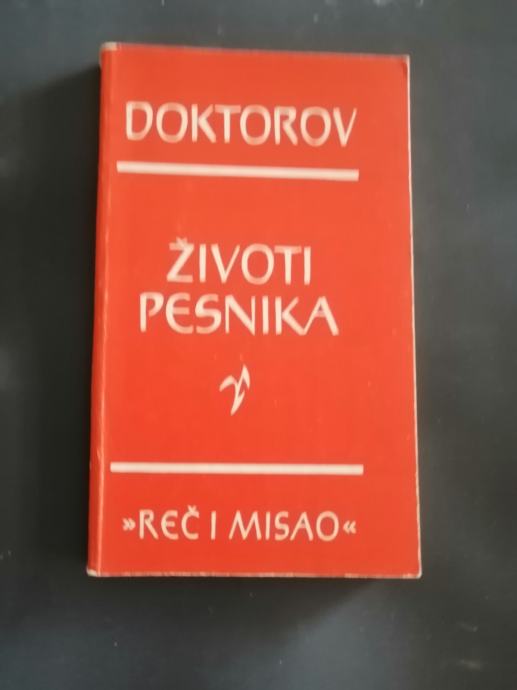 DOKTOROV
ŽIVOTI
PESNIKA
»REČ I MISAO«